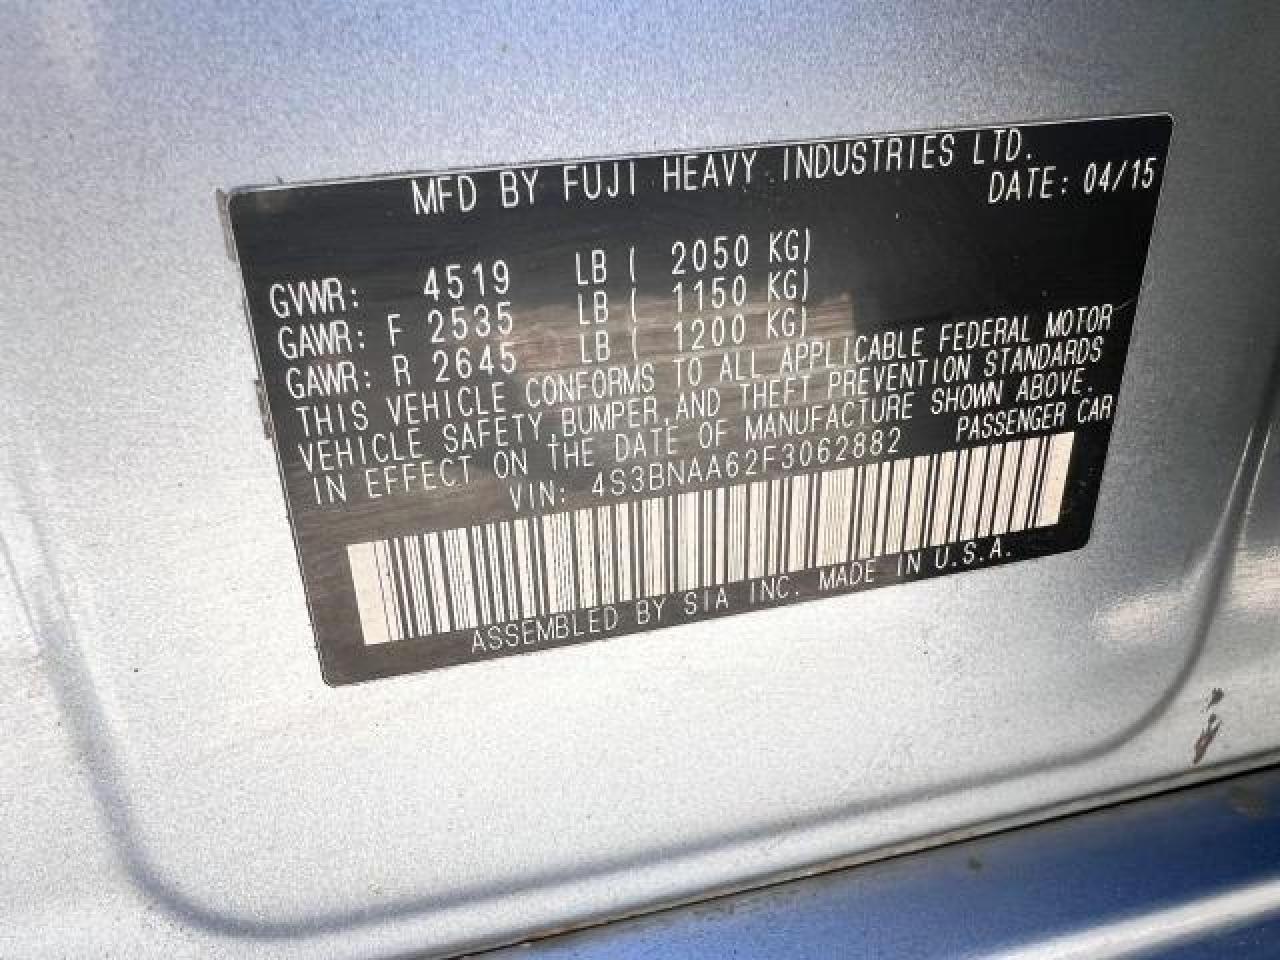 MFD BY FUJI HEAVY INDUSTRIES LTD.
DATE: 04/15
GVWR: 4519 LB ( 2050 KG)
GAWR: F 2535 LB ( 1150 KG)
GAWR: R 2645 LB ( 1200 KG)
THIS VEHICLE CONFORMS TO ALL APPLICABLE FEDERAL MOTOR
VEHICLE SAFETY, BUMPER, AND THEFT PREVENTION STANDARDS
IN EFFECT ON THE DATE OF MANUFACTURE SHOWN ABOVE.
VIN: 4S3BNAA62F3062882 PASSENGER CAR
ASSEMBLED BY SIA INC. MADE IN U.S.A.